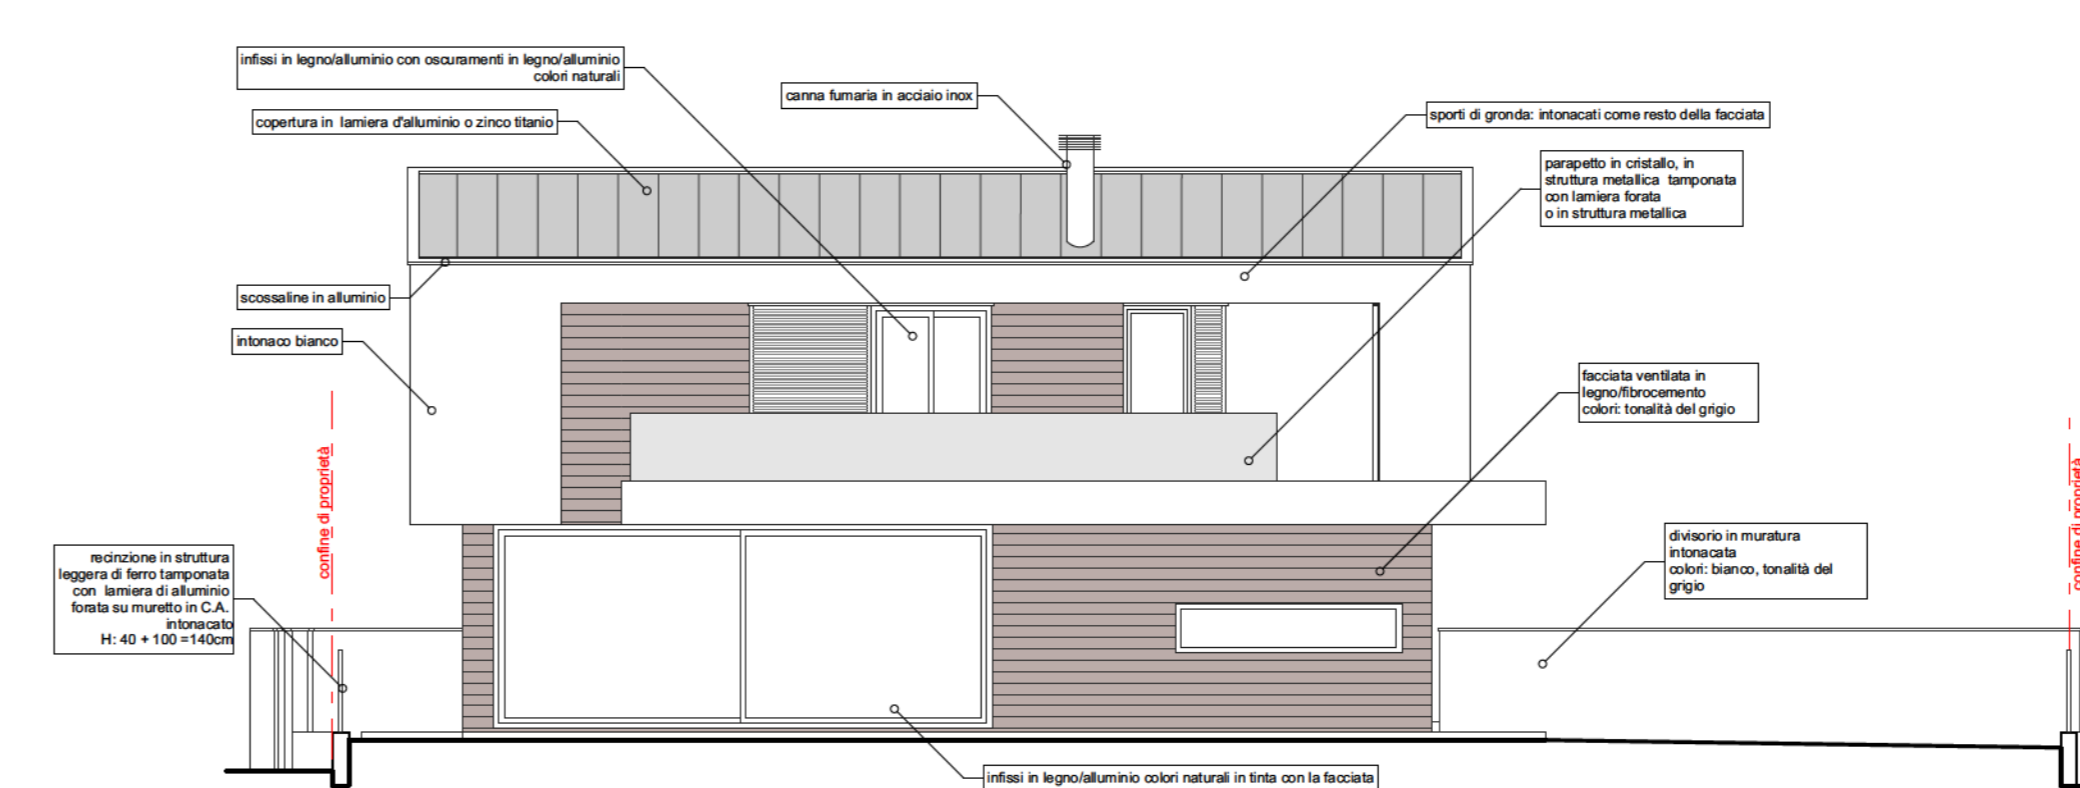 infissi in legno/alluminio con oscuramenti in legno/alluminio
colori naturali
canna fumaria in acciaio inox
copertura in lamiera d'alluminio o zinco titanio
sporti di gronda: intonacati come resto della facciata
parapetto in cristallo, in
struttura metallica tamponata
con lamiera forata
o in struttura metallica
scossaline in alluminio
intonaco bianco
facciata ventilata in
legno/fibrocemento
colori: tonalità del grigio
confine di proprietà
confine di proprietà
recinzione in struttura
leggera di ferro tamponata
con lamiera di alluminio
forata su muretto in C.A.
intonacato
H: 40 + 100 =140cm
divisorio in muratura
intonacata
colori: bianco, tonalità del
grigio
infissi in legno/alluminio colori naturali in tinta con la facciata